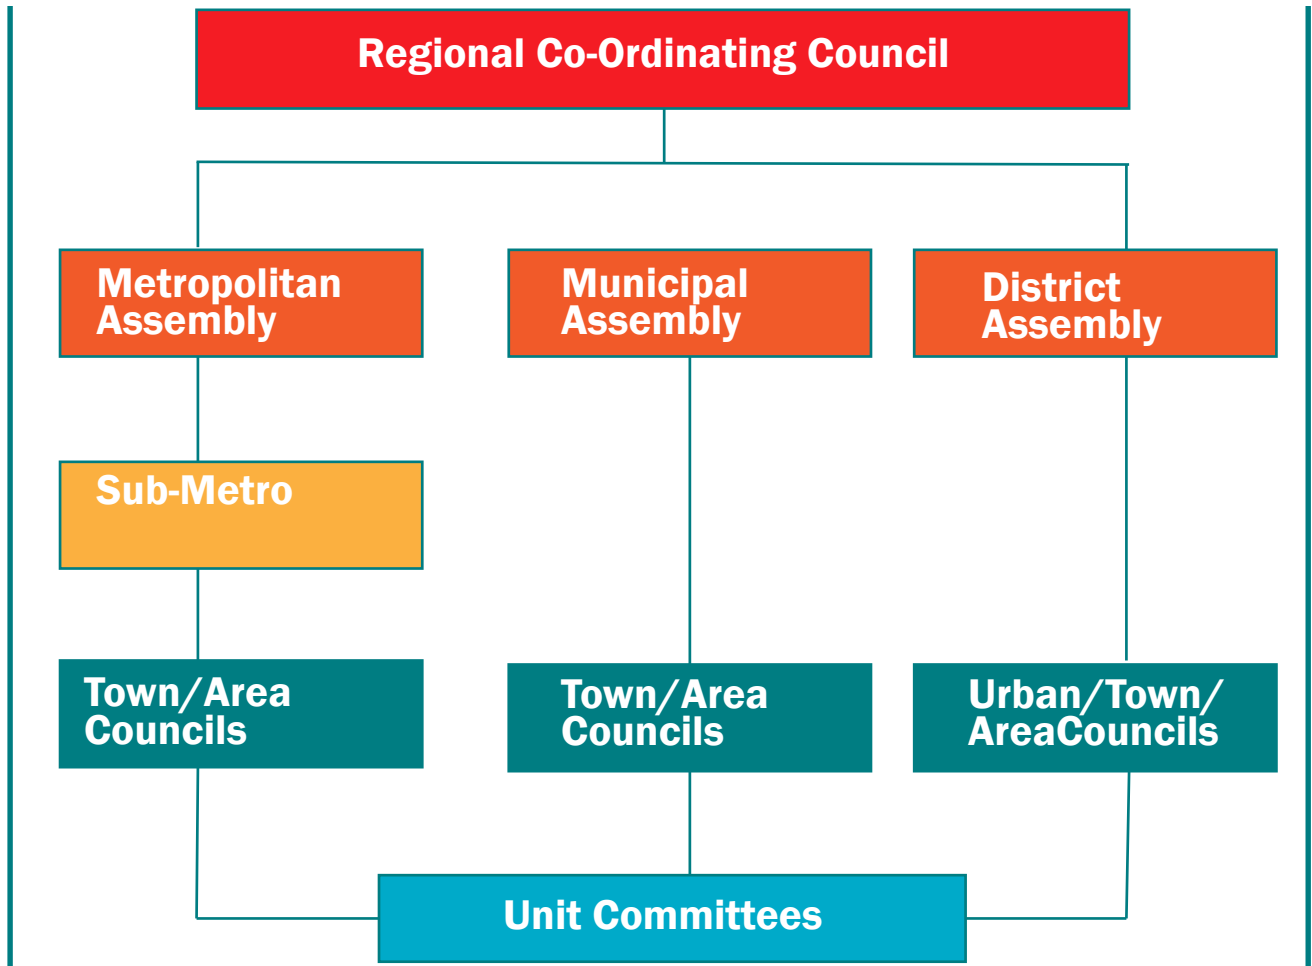 Regional Co-Ordinating Council
Metropolitan
Assembly
Municipal
Assembly
District
Assembly
Sub-Metro
Town/Area
Councils
Town/Area
Councils
Urban/Town/
AreaCouncils
Unit Committees